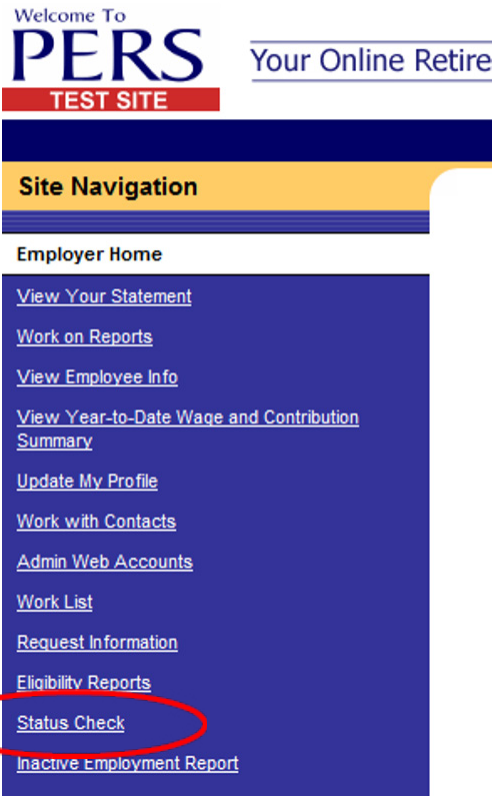 Welcome To
PERS
TEST SITE
Your Online Retire
Site Navigation
Employer Home
View Your Statement
Work on Reports
View Employee Info
View Year-to-Date Wage and Contribution
Summary
Update My Profile
Work with Contacts
Admin Web Accounts
Work List
Request Information
Eligibility Reports
Status Check
Inactive Employment Report